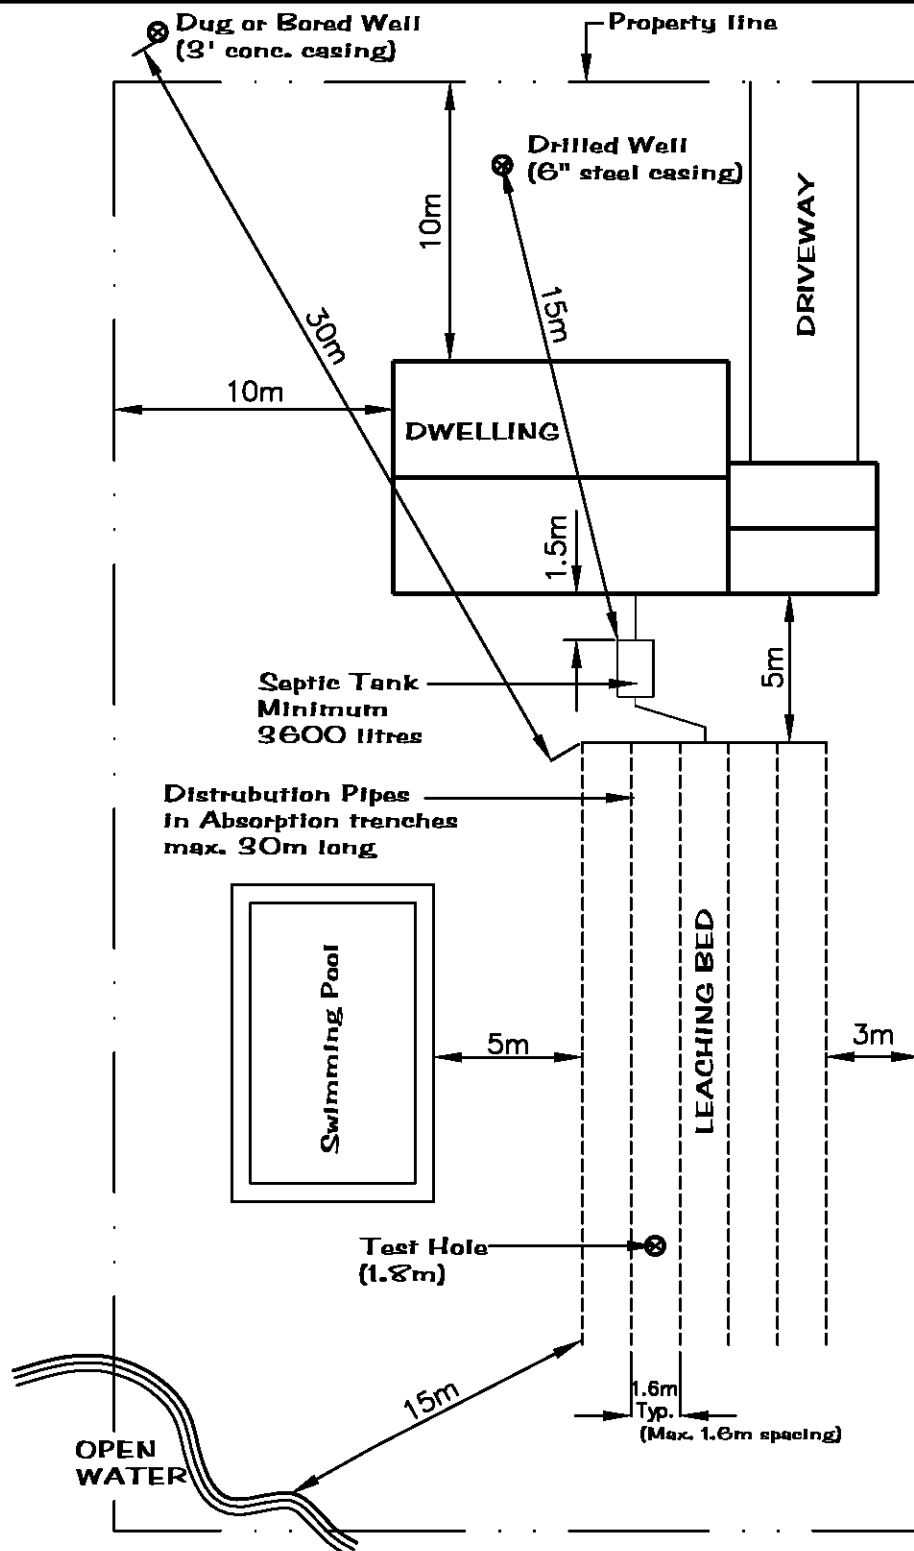 Dug or Bored Well
(3' conc. casing)
Property line
Drilled Well
(6" steel casing)
10m
DRIVEWAY
30m
15m
10m
DWELLING
1.5m
5m
Septic Tank
Minimum
3600 litres
Distrubution Pipes
in Absorption trenches
max. 30m long
Swimming Pool
LEACHING BED
5m
3m
Test Hole
(1.8m)
15m
1.6m
Typ.
(Max. 1.6m spacing)
OPEN
WATER